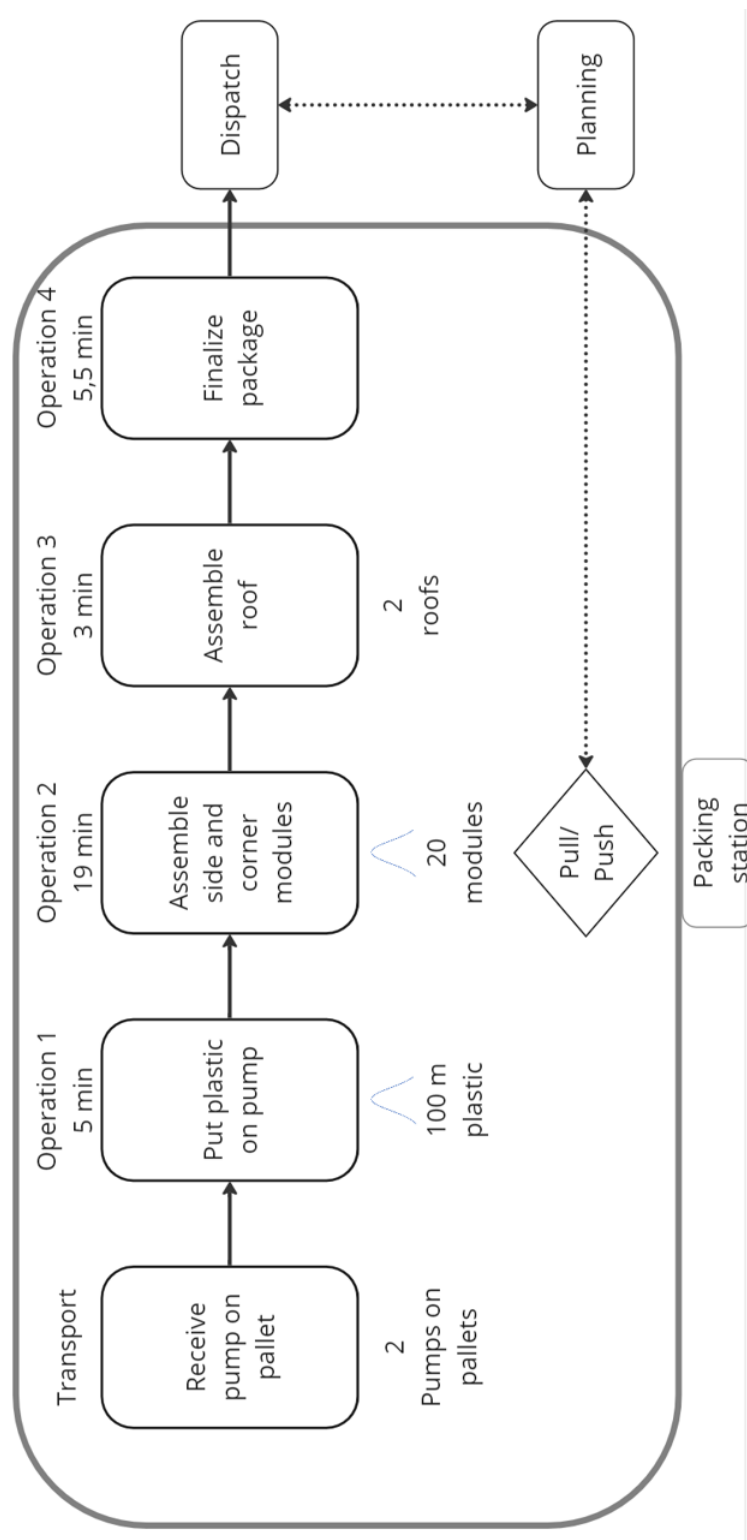 Transport
Receive
pump on
pallet
2
Pumps on
pallets
Operation 1
5 min
Put plastic
on pump
100 m
plastic
Operation 2
19 min
Assemble
side and
corner
modules
20
modules
Operation 3
3 min
Assemble
roof
2
roofs
Operation 4
5,5 min
Finalize
package
Dispatch
Planning
Pull/
Push
Packing
station